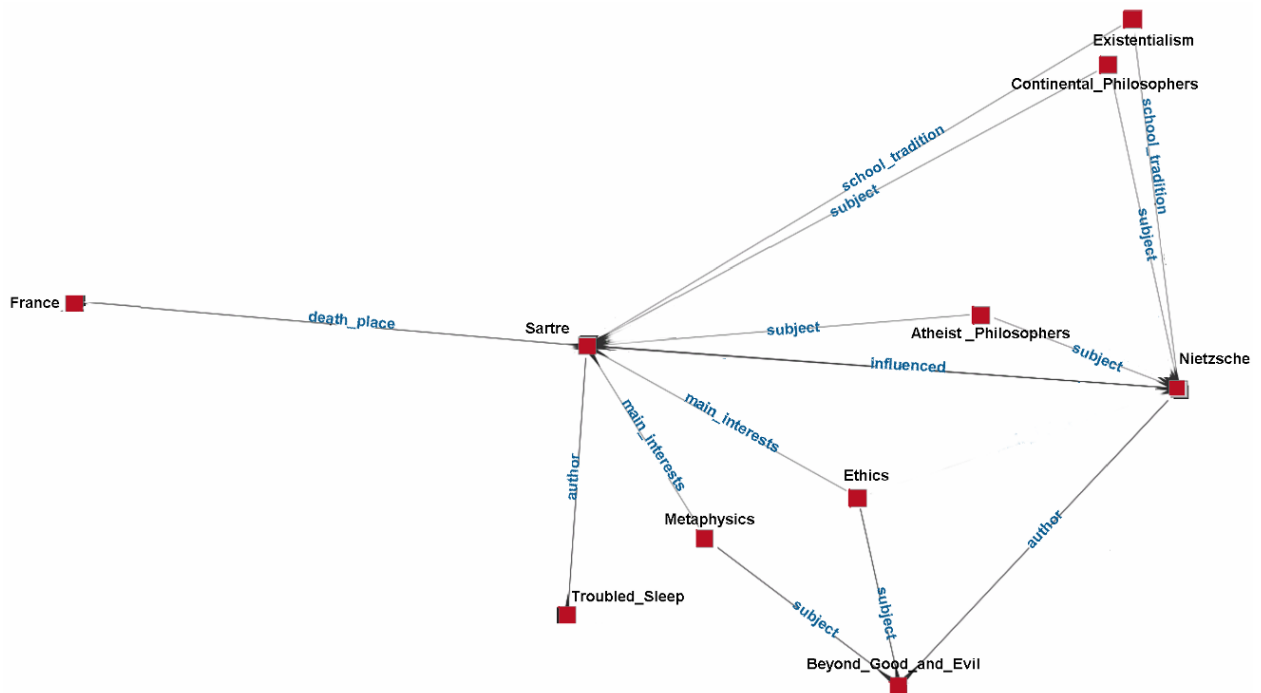 Existentialism
Continental_Philosophers
school_tradition
school_tradition
subject
subject
France
death_place
Sartre
subject
Atheist _Philosophers
subject
Nietzsche
influenced
main_interests
main_interests
author
Ethics
Metaphysics
author
Troubled_Sleep
subject
subject
Beyond_Good_and_Evil